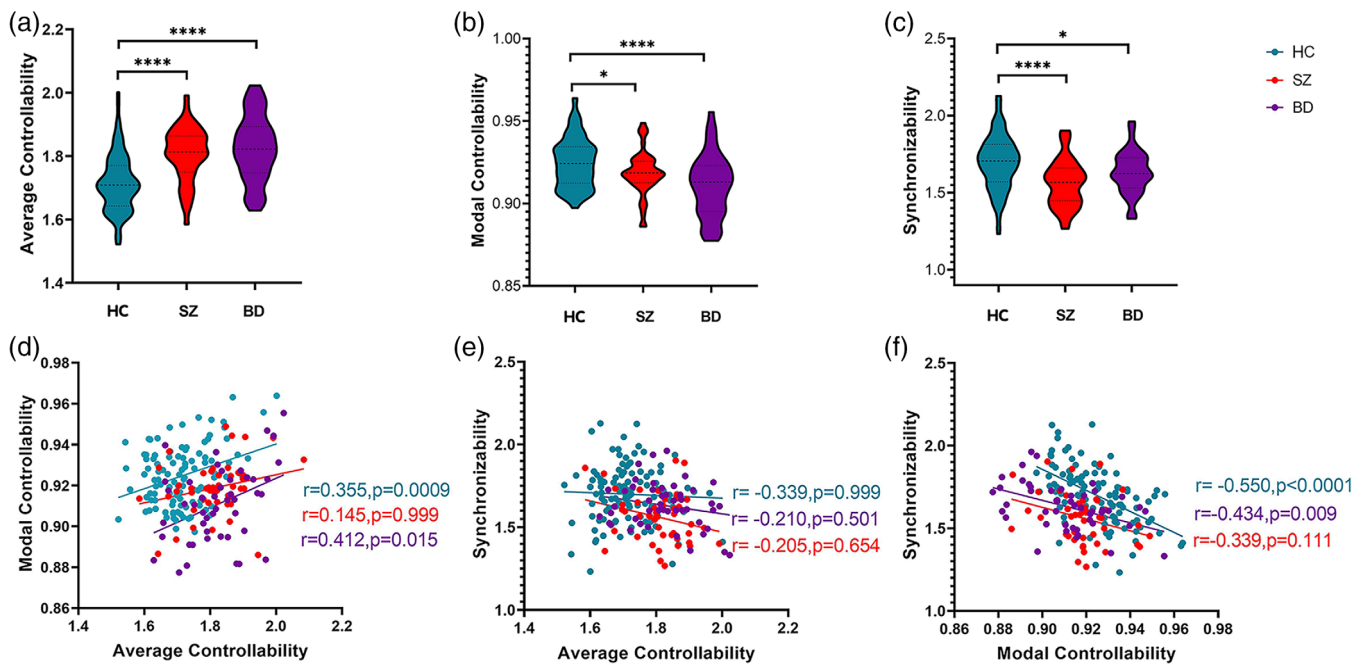 (a)
2.2
2.0
1.8
1.6
1.4
Average Controllability
****
****
HC SZ BD
(b)
1.00
0.95
0.90
0.85
Modal Controllability
****
*
HC SZ BD
(c)
2.5
2.0
1.5
1.0
Synchronizability
*
****
HC SZ BD
HC
SZ
BD
(d)
0.98
0.96
0.94
0.92
0.90
0.88
0.86
Modal Controllability
r=0.355,p=0.0009
r=0.145,p=0.999
r=0.412,p=0.015
1.4 1.6 1.8 2.0 2.2
Average Controllability
(e)
2.5
2.0
1.5
1.0
Synchronizability
r= -0.339,p=0.999
r= -0.210,p=0.501
r= -0.205,p=0.654
1.4 1.6 1.8 2.0 2.2
Average Controllability
(f)
2.5
2.0
1.5
1.0
Synchronizability
r= -0.550,p<0.0001
r=-0.434,p=0.009
r=-0.339,p=0.111
0.86 0.88 0.90 0.92 0.94 0.96 0.98
Modal Controllability